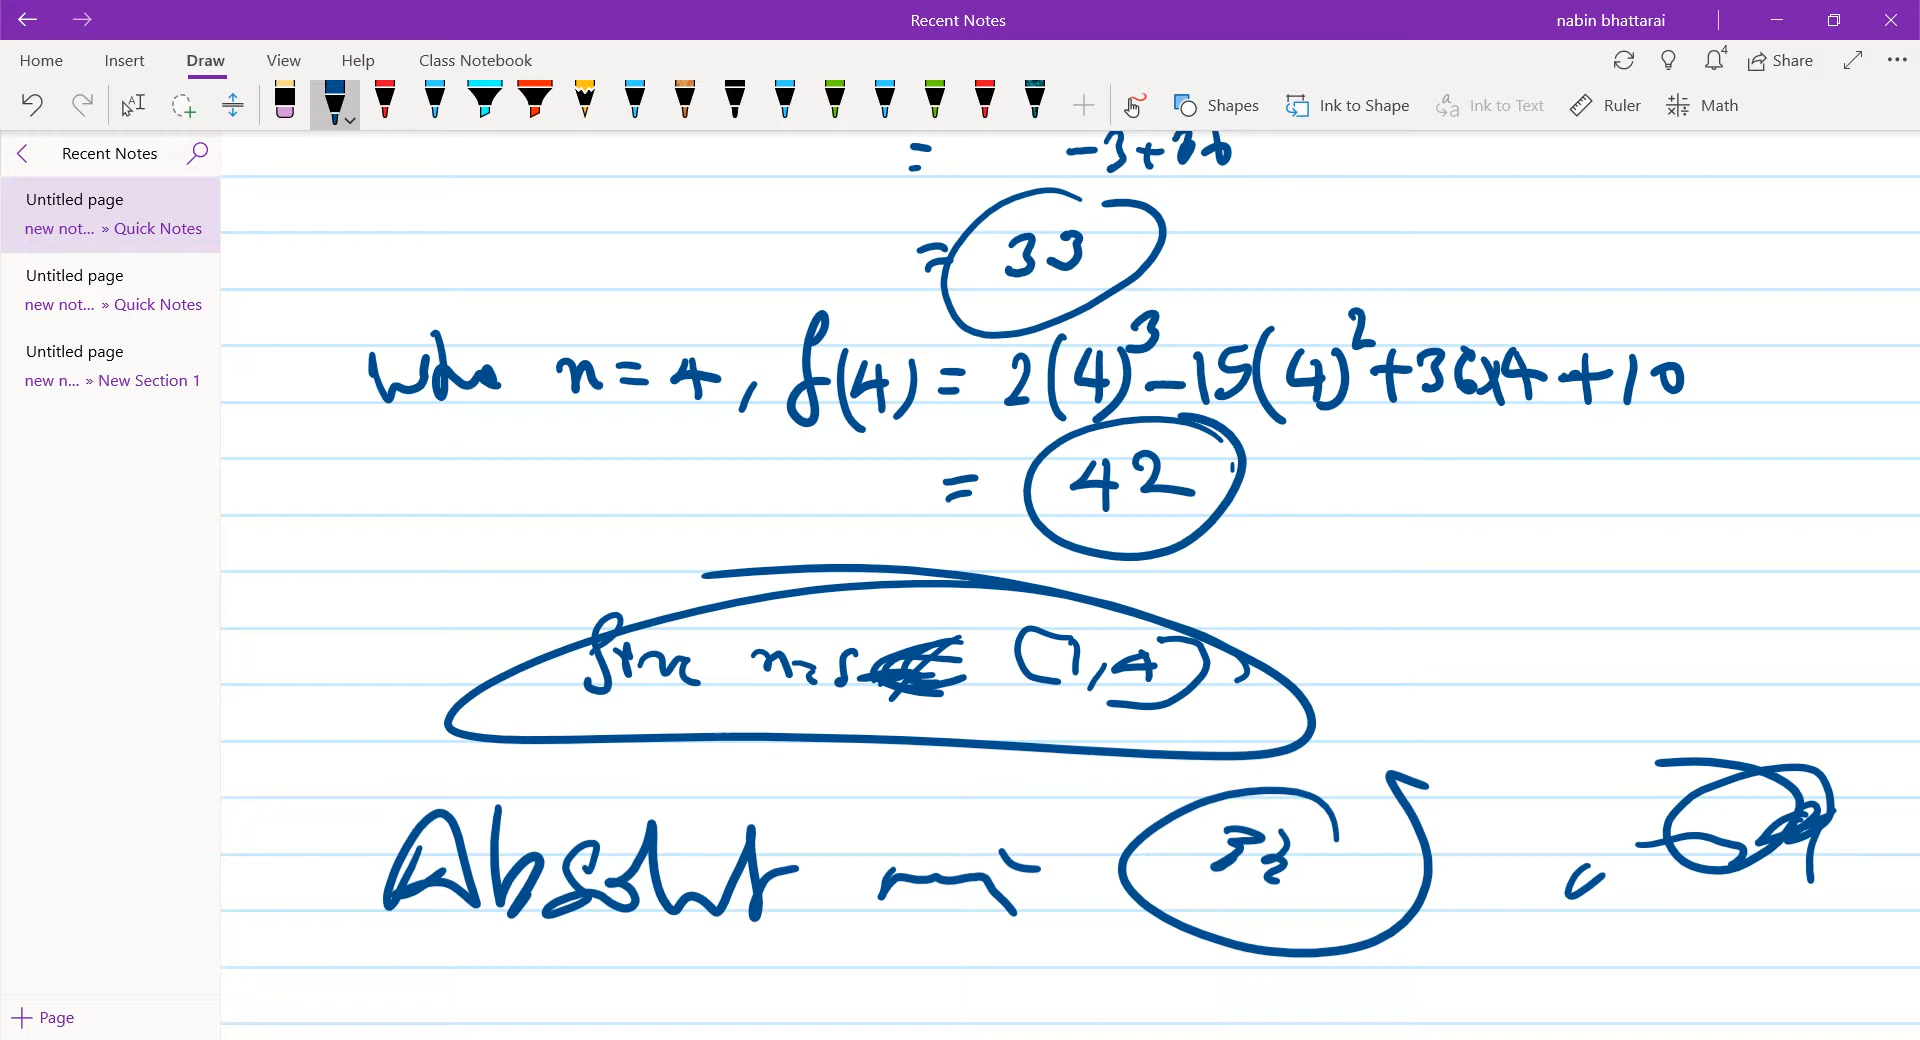 Recent Notes
nabin bhattarai
Home Insert Draw View Help Class Notebook
4 Share
Shapes Ink to Shape Ink to Text Ruler Math
Recent Notes
Untitled page
new not... » Quick Notes
Untitled page
new not... » Quick Notes
Untitled page
new n... » New Section 1
Page
= -3+36
= 33
When x = 4, f(4) = 2(4)³ - 15(4)² + 36x4 + 10
= 42
(1,4)
33